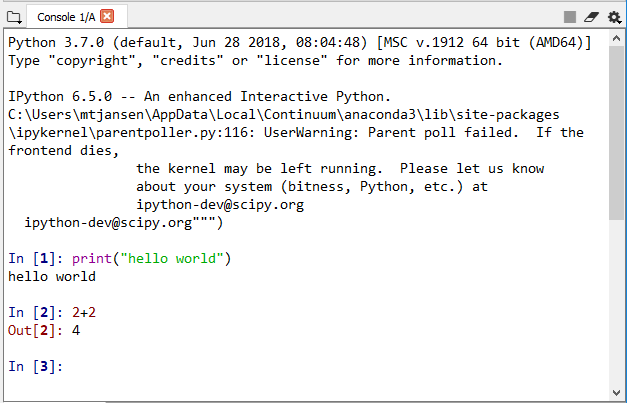 Console 1/A
Python 3.7.0 (default, Jun 28 2018, 08:04:48) [MSC v.1912 64 bit (AMD64)]
Type "copyright", "credits" or "license" for more information.
IPython 6.5.0 -- An enhanced Interactive Python.
C:\Users\mtjansen\AppData\Local\Continuum\anaconda3\lib\site-packages
\ipykernel\parentpoller.py:116: UserWarning: Parent poll failed.  If the
frontend dies,
                the kernel may be left running.  Please let us know
                about your system (bitness, Python, etc.) at
                ipython-dev@scipy.org
  ipython-dev@scipy.org""")
In [1]: print("hello world")
hello world
In [2]: 2+2
Out[2]: 4
In [3]: